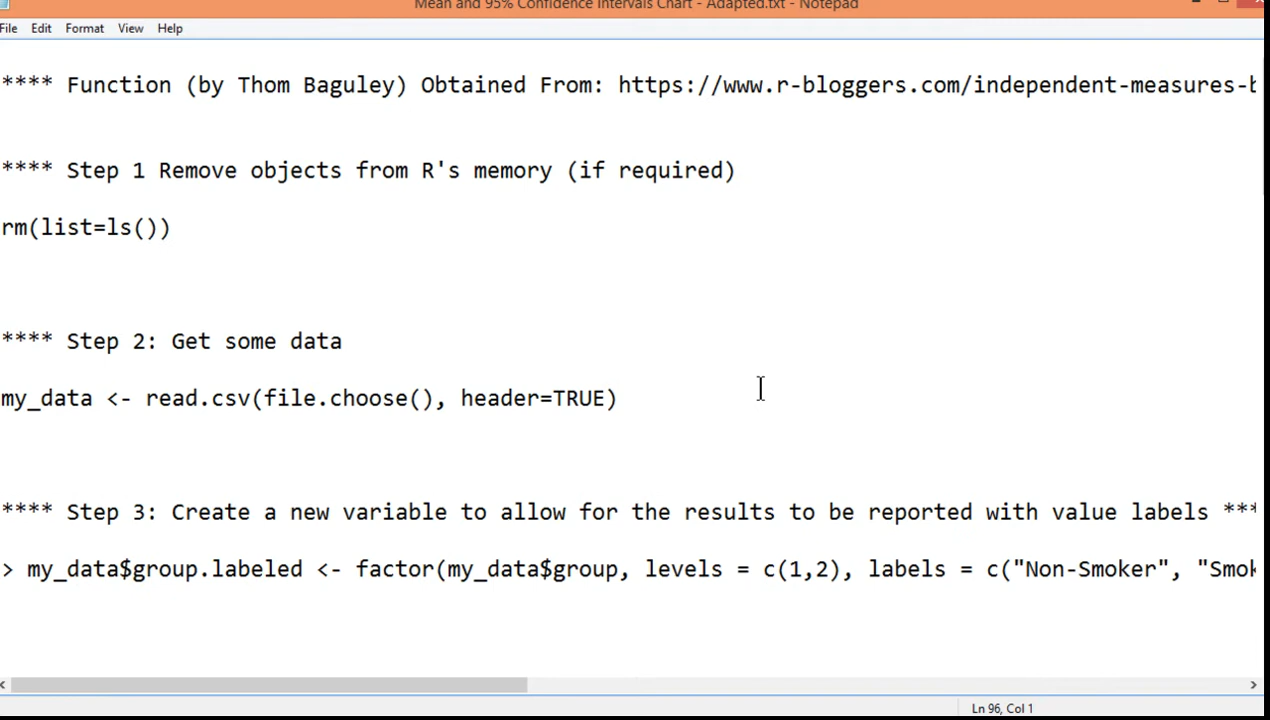 Mean and 95% Confidence Intervals Chart - Adapted.txt - Notepad
File Edit Format View Help
**** Function (by Thom Baguley) Obtained From: https://www.r-bloggers.com/independent-measures-b
**** Step 1 Remove objects from R's memory (if required)
rm(list=ls())
**** Step 2: Get some data
my_data <- read.csv(file.choose(), header=TRUE)
**** Step 3: Create a new variable to allow for the results to be reported with value labels ***
> my_data$group.labeled <- factor(my_data$group, levels = c(1,2), labels = c("Non-Smoker", "Smok
Ln 96, Col 1